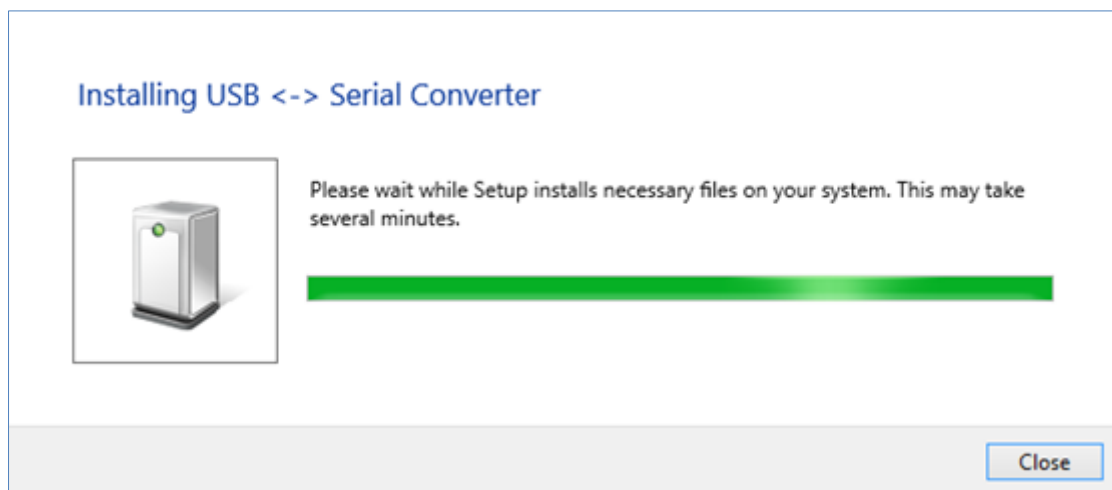 Installing USB <-> Serial Converter
Please wait while Setup installs necessary files on your system. This may take
several minutes.
Close